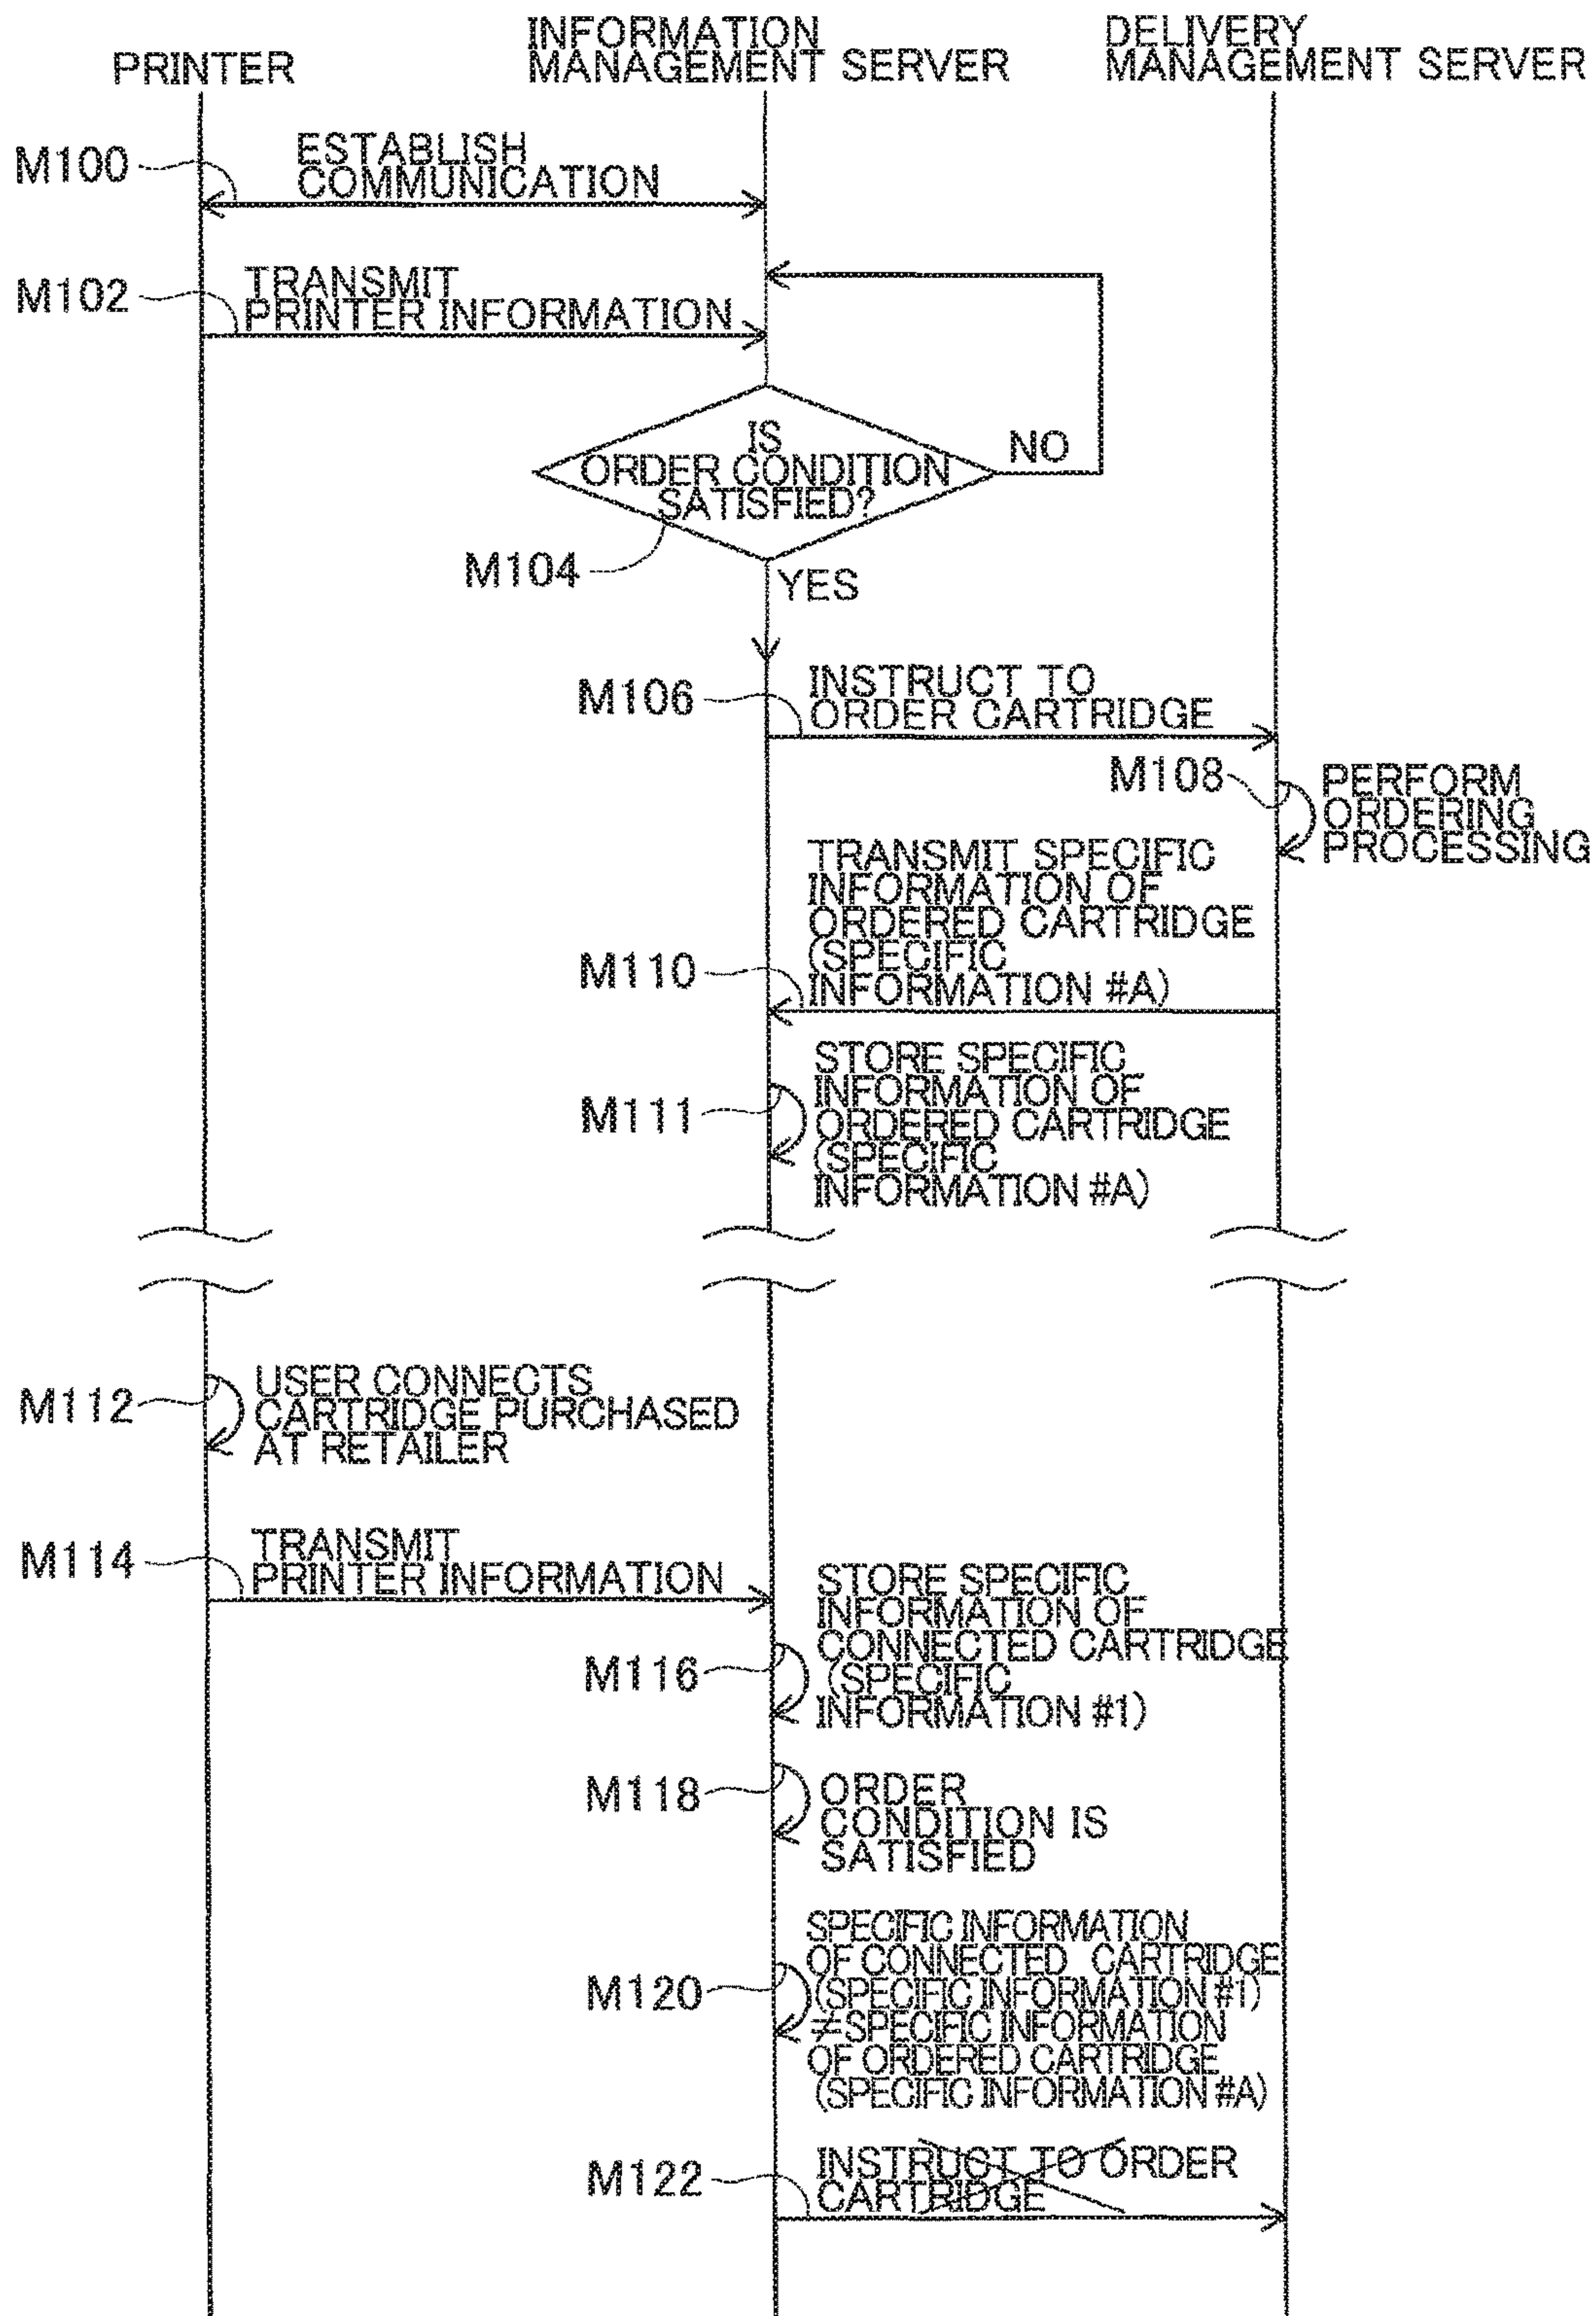 PRINTER
INFORMATION
MANAGEMENT SERVER
DELIVERY
MANAGEMENT SERVER
M100
ESTABLISH
COMMUNICATION
M102
TRANSMIT
PRINTER INFORMATION
IS
ORDER CONDITION
SATISFIED?
NO
M104
YES
M106
INSTRUCT TO
ORDER CARTRIDGE
M108
PERFORM
ORDERING
PROCESSING
M110
TRANSMIT SPECIFIC
INFORMATION OF
ORDERED CARTRIDGE
(SPECIFIC
INFORMATION #A)
M111
STORE SPECIFIC
INFORMATION OF
ORDERED CARTRIDGE
(SPECIFIC
INFORMATION #A)
M112
USER CONNECTS
CARTRIDGE PURCHASED
AT RETAILER
M114
TRANSMIT
PRINTER INFORMATION
M116
STORE SPECIFIC
INFORMATION OF
CONNECTED CARTRIDGE
(SPECIFIC
INFORMATION #1)
M118
ORDER
CONDITION IS
SATISFIED
M120
SPECIFIC INFORMATION
OF CONNECTED CARTRIDGE
(SPECIFIC INFORMATION #1)
≠SPECIFIC INFORMATION
OF ORDERED CARTRIDGE
(SPECIFIC INFORMATION #A)
M122
INSTRUCT TO ORDER
CARTRIDGE